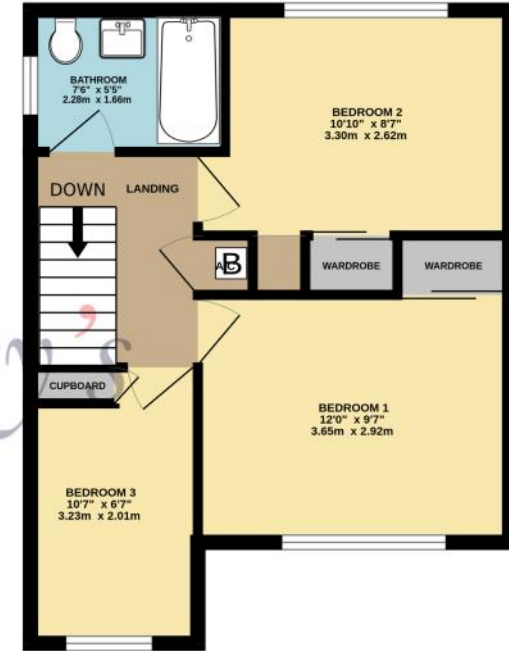 BATHROOM
7'6" x 5'5"
2.28m x 1.66m
BEDROOM 2
10'10" x 8'7"
3.30m x 2.62m
DOWN
LANDING
B
WARDROBE
WARDROBE
CUPBOARD
BEDROOM 1
12'0" x 9'7"
3.65m x 2.92m
BEDROOM 3
10'7" x 6'7"
3.23m x 2.01m